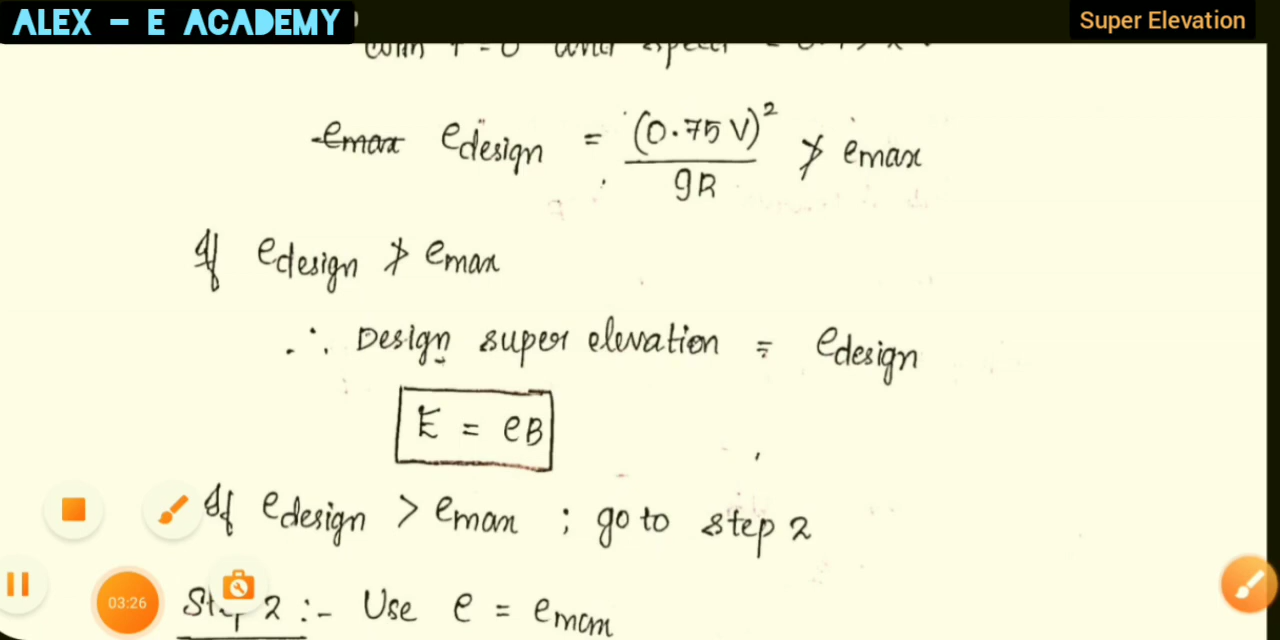 ALEX - E ACADEMY
Super Elevation
emax edesign = (0.75 V)² / gR ≯ emax
If edesign ≯ emax
∴ Design super elevation = edesign
E = eB
If edesign > emax ; go to step 2
03:26
Step 2 :- Use e = emax